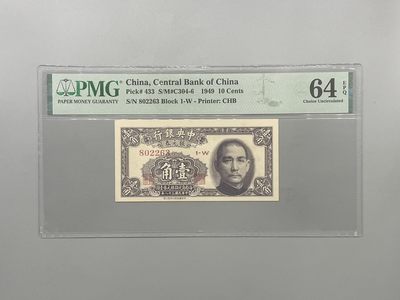 PMG
PAPER MONEY GUARANTY
China, Central Bank of China
Pick# 433 S/M#C304-6 1949 10 Cents
S/N 802263 Block 1-W - Printer: CHB
64 EPQ
Choice Uncirculated
行銀央中
802263
1-W
角壹